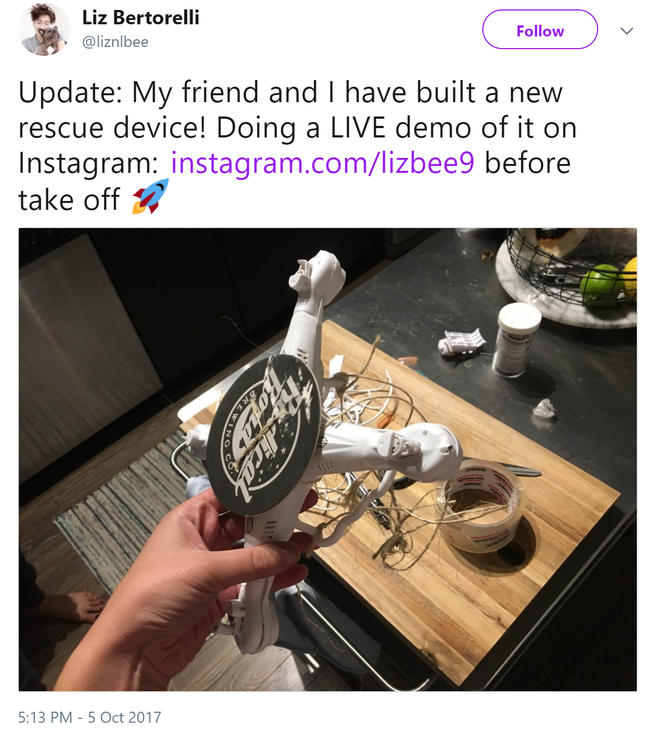 Liz Bertorelli
@liznlbee
Follow
Update: My friend and I have built a new
rescue device! Doing a LIVE demo of it on
Instagram: instagram.com/lizbee9 before
take off 🚀
Radical
BREWING CO
5:13 PM - 5 Oct 2017